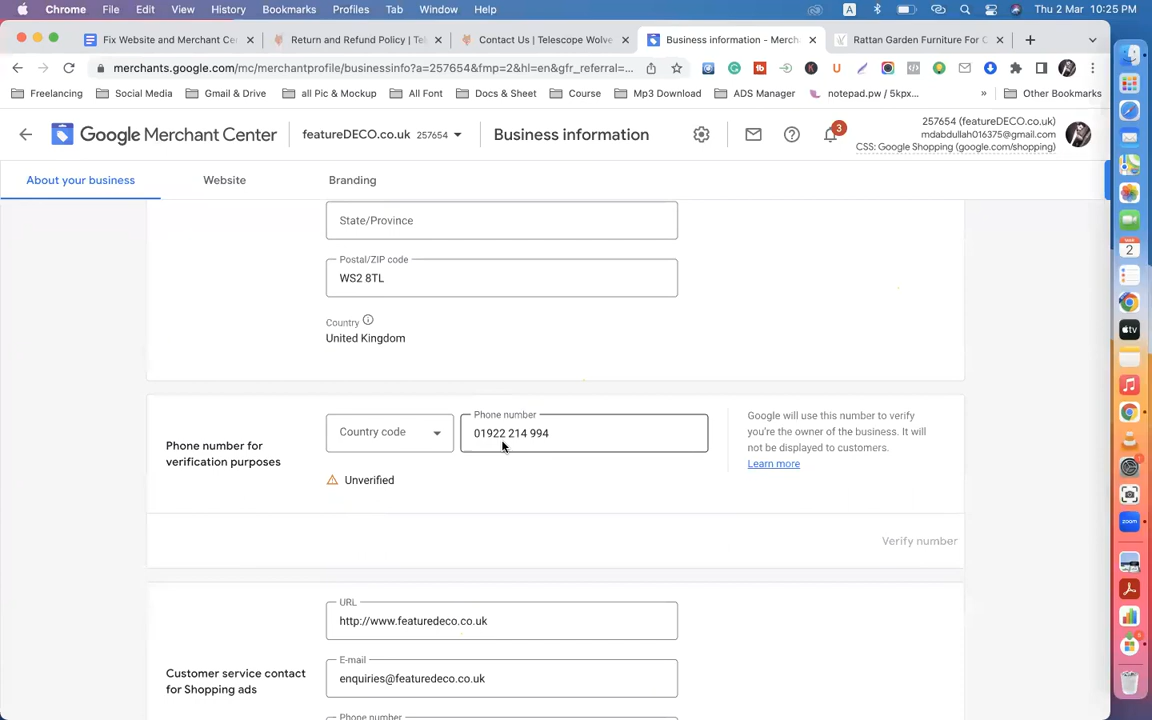 Chrome File Edit View History Bookmarks Profiles Tab Window Help A Thu 2 Mar 10:25 PM
Fix Website and Merchant Ce Return and Refund Policy | Tel Contact Us | Telescope Wolve Business information - Merch Rattan Garden Furniture For C
merchants.google.com/mc/merchantprofile/businessinfo?a=257654&fmp=2&hl=en&gfr_referral=...
Freelancing Social Media Gmail & Drive all Pic & Mockup All Font Docs & Sheet Course Mp3 Download ADS Manager notepad.pw / 5kpx... » Other Bookmarks
Google Merchant Center featureDECO.co.uk 257654 Business information 3
257654 (featureDECO.co.uk)
mdabdullah016375@gmail.com
CSS: Google Shopping (google.com/shopping)
About your business Website Branding
State/Province
Postal/ZIP code
WS2 8TL
Country
United Kingdom
Phone number for verification purposes
Country code
Phone number
01922 214 994
Unverified
Google will use this number to verify
you're the owner of the business. It will
not be displayed to customers.
Learn more
Verify number
Customer service contact
for Shopping ads
URL
http://www.featuredeco.co.uk
E-mail
enquiries@featuredeco.co.uk
Phone number